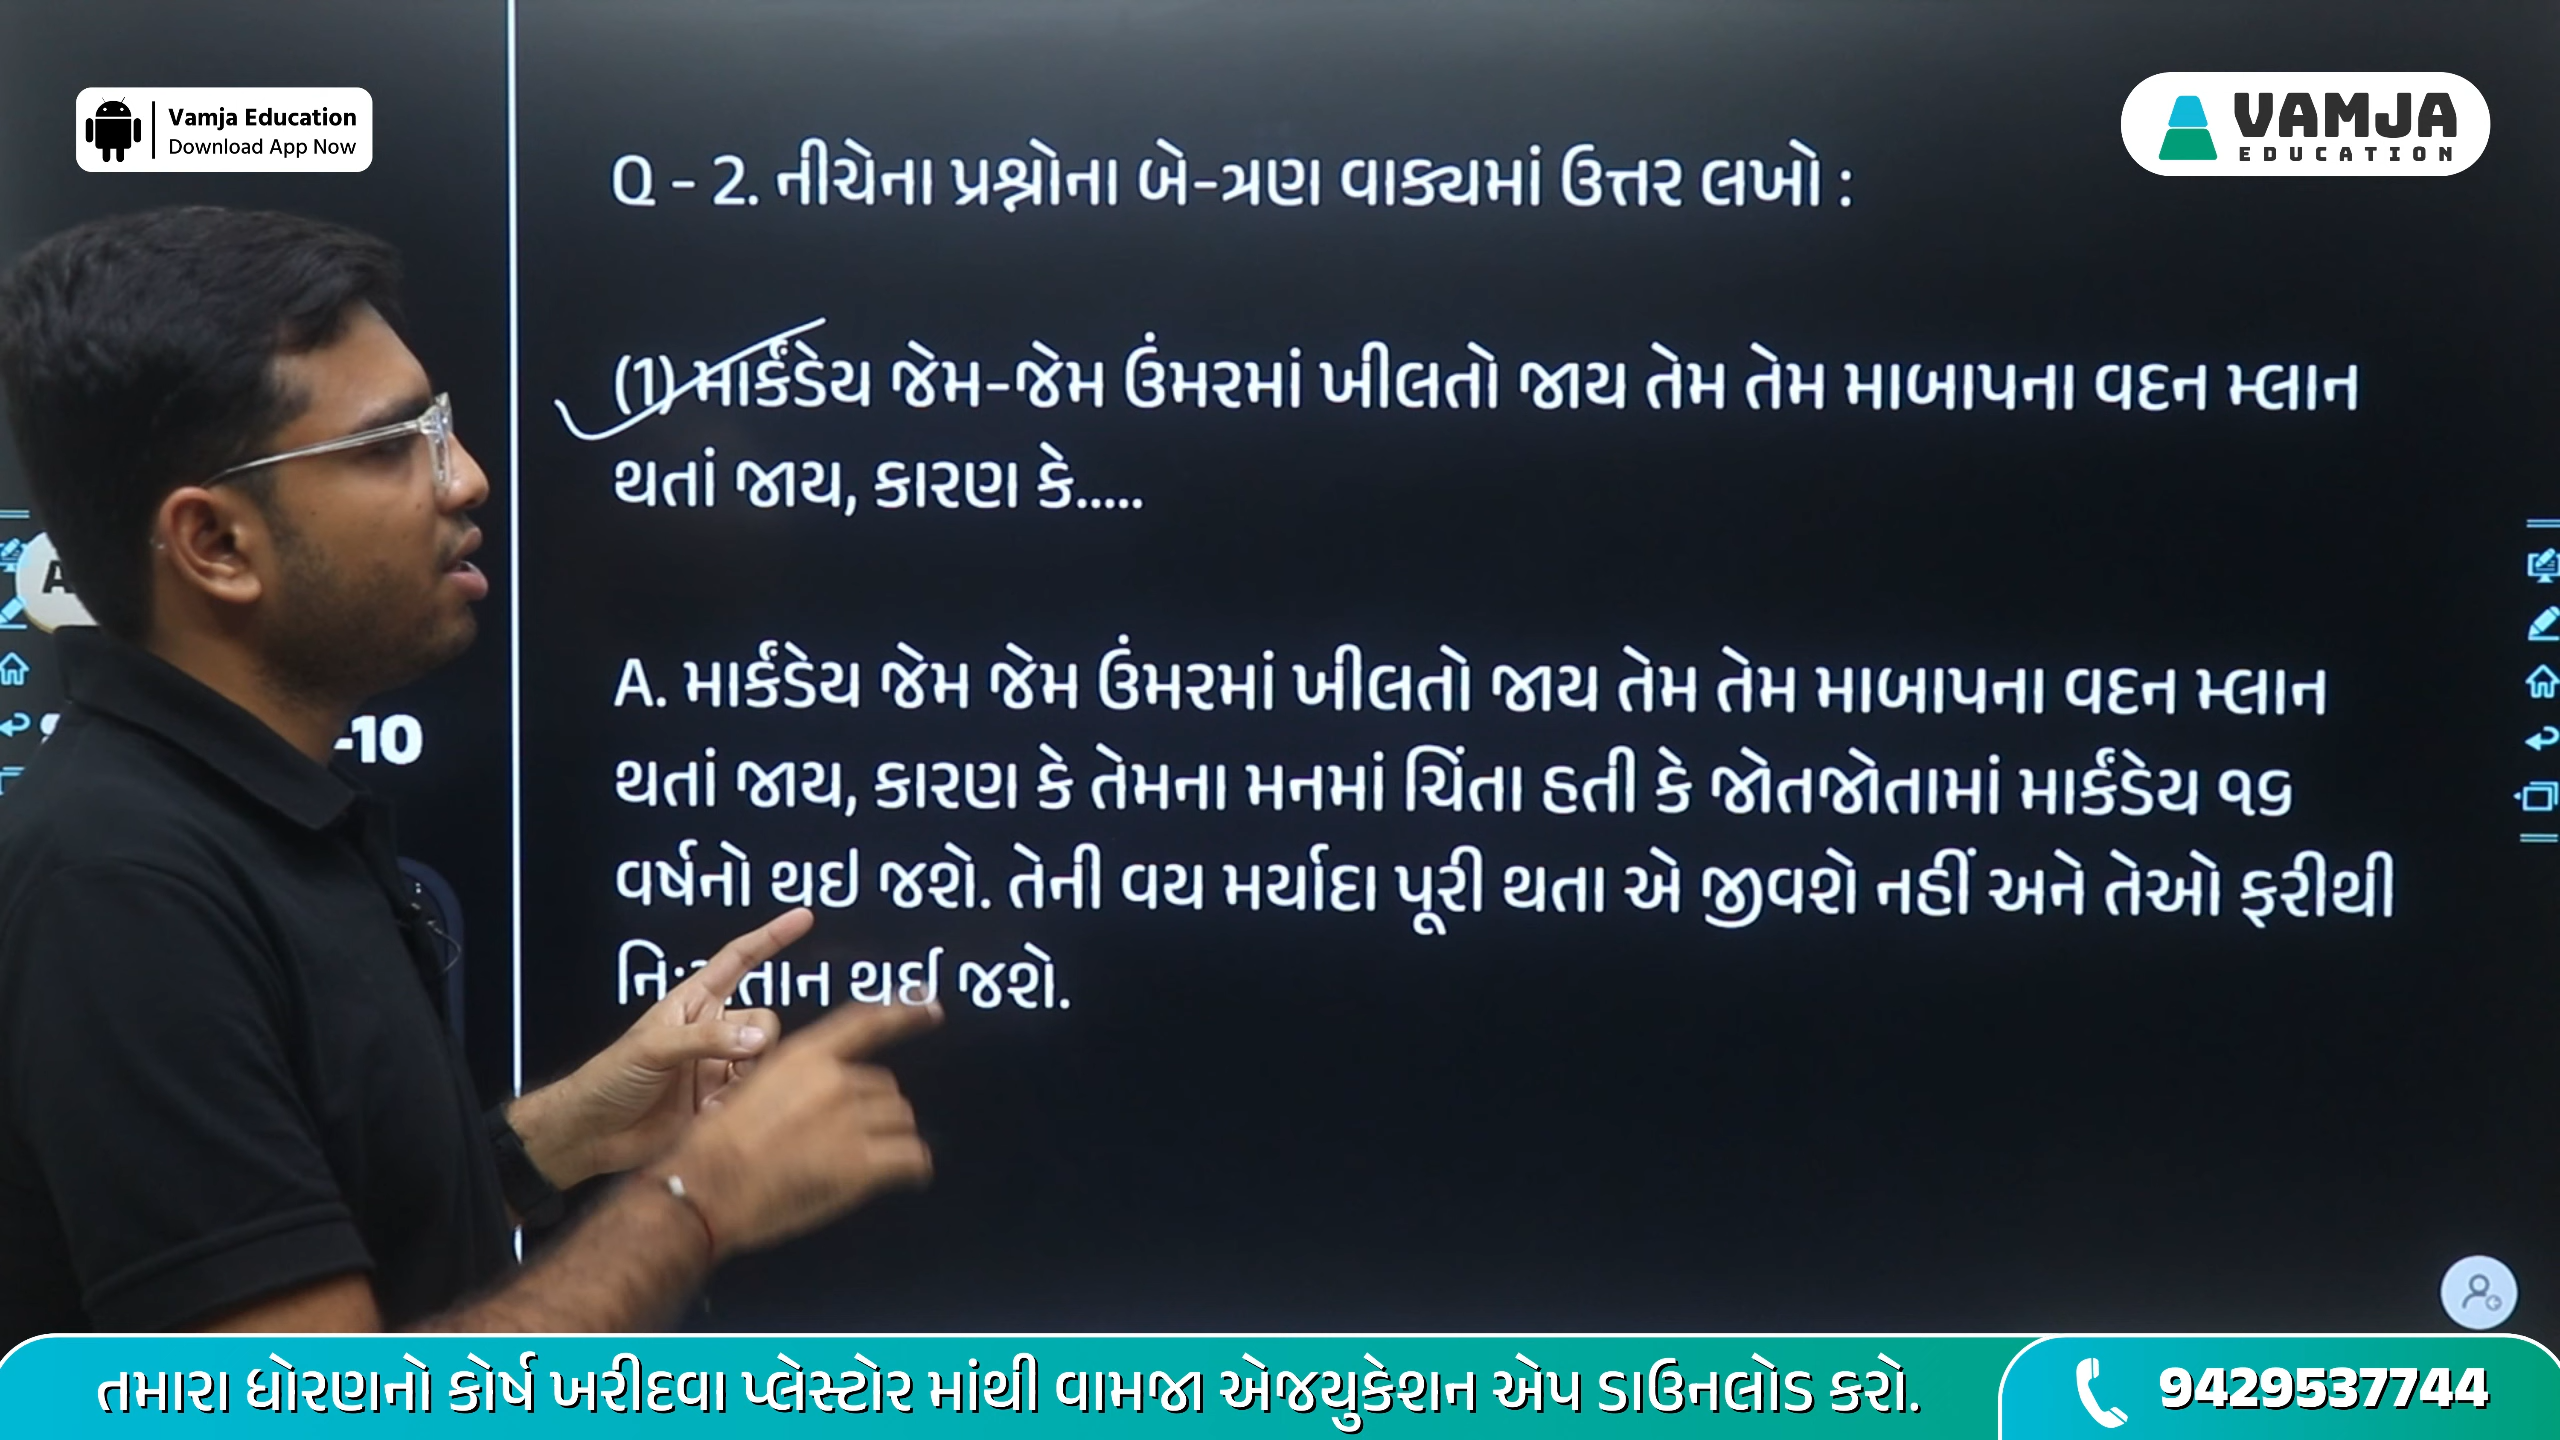 Vamja Education
Download App Now
VAMJA
EDUCATION
Q - 2. નીચેના પ્રશ્નોના બે-ત્રણ વાક્યમાં ઉત્તર લખો :
(1) માર્કંડેય જેમ-જેમ ઉંમરમાં ખીલતો જાય તેમ તેમ માબાપના વદન મ્લાન
થતાં જાય, કારણ કે.....
A. માર્કંડેય જેમ જેમ ઉંમરમાં ખીલતો જાય તેમ તેમ માબાપના વદન મ્લાન
થતાં જાય, કારણ કે તેમના મનમાં ચિંતા હતી કે જોતજોતામાં માર્કંડેય ૧૬
વર્ષનો થઇ જશે. તેની વય મર્યાદા પૂરી થતા એ જીવશે નહીં અને તેઓ ફરીથી
થઈ જશે.
-10
તમારા ધોરણનો કોર્ષ ખરીદવા પ્લેસ્ટોર માંથી વામજા એજયુકેશન એપ ડાઉનલોડ કરો.
9429537744